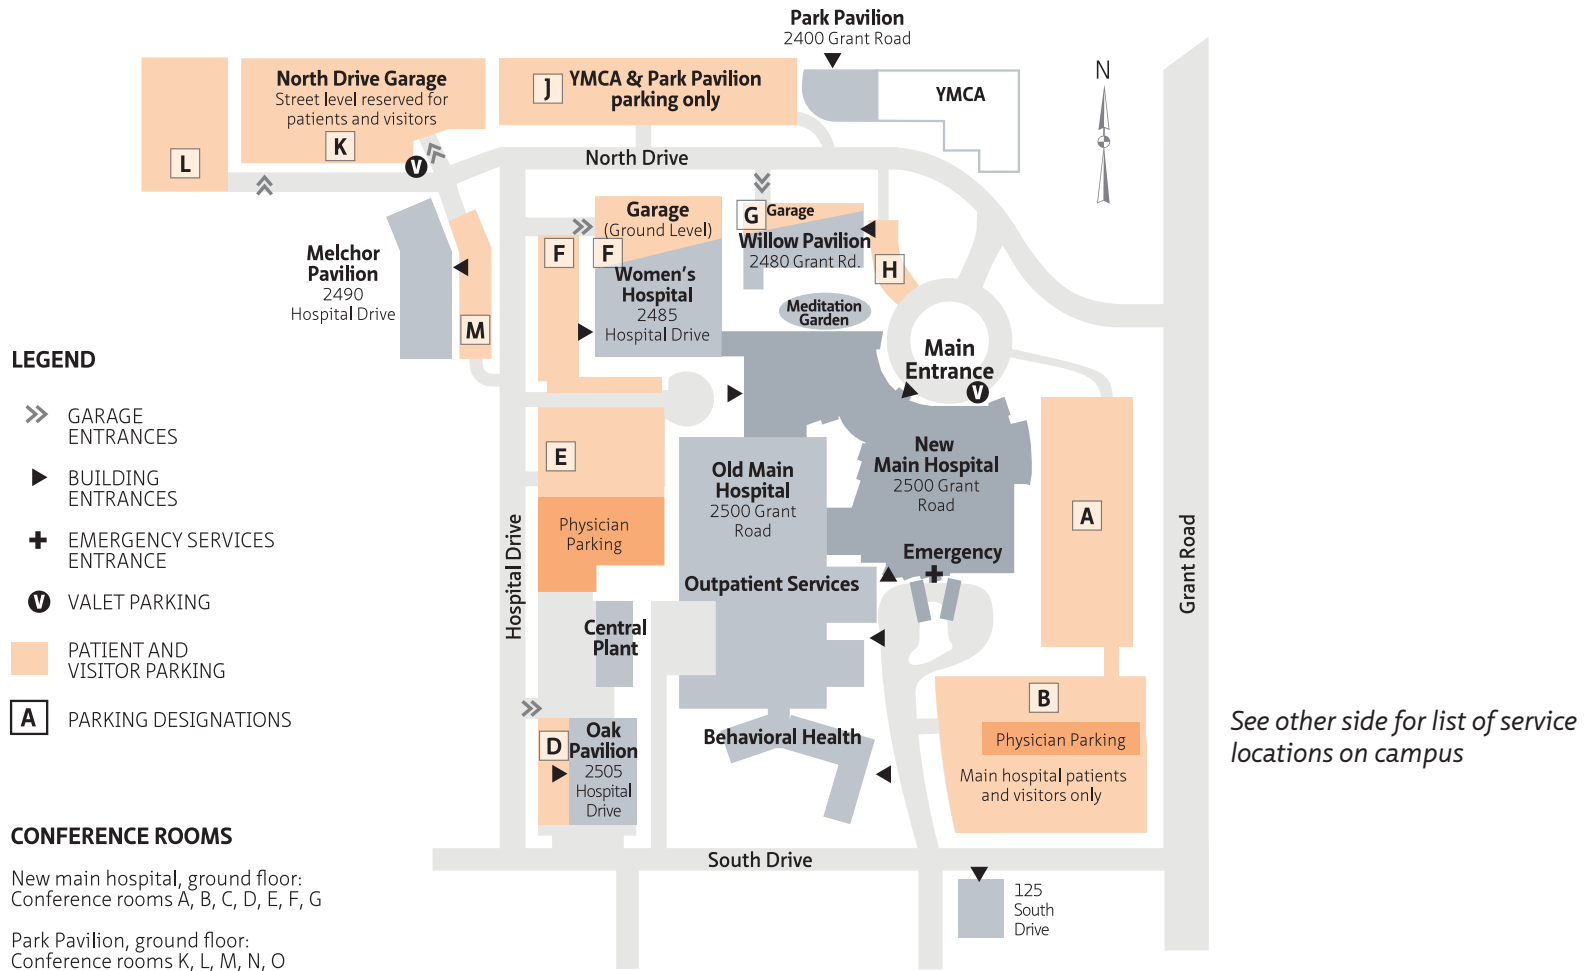 Park Pavilion
2400 Grant Road
North Drive Garage
Street level reserved for
patients and visitors
K
L
V
J
YMCA & Park Pavilion
parking only
YMCA
N
North Drive
Garage
(Ground Level)
F
F
Women's
Hospital
2485
Hospital Drive
G
Garage
Willow Pavilion
2480 Grant Rd.
H
Meditation
Garden
Melchor
Pavilion
2490
Hospital Drive
M
Main
Entrance
V
LEGEND
GARAGE
ENTRANCES
BUILDING
ENTRANCES
EMERGENCY SERVICES
ENTRANCE
V
VALET PARKING
PATIENT AND
VISITOR PARKING
A
PARKING DESIGNATIONS
E
Physician
Parking
Hospital Drive
Old Main
Hospital
2500 Grant
Road
New
Main Hospital
2500 Grant
Road
Emergency
A
Grant Road
Outpatient Services
Central
Plant
D
Oak
Pavilion
2505
Hospital
Drive
Behavioral Health
B
Physician Parking
Main hospital patients
and visitors only
See other side for list of service
locations on campus
South Drive
125
South
Drive
CONFERENCE ROOMS
New main hospital, ground floor:
Conference rooms A, B, C, D, E, F, G
Park Pavilion, ground floor:
Conference rooms K, L, M, N, O